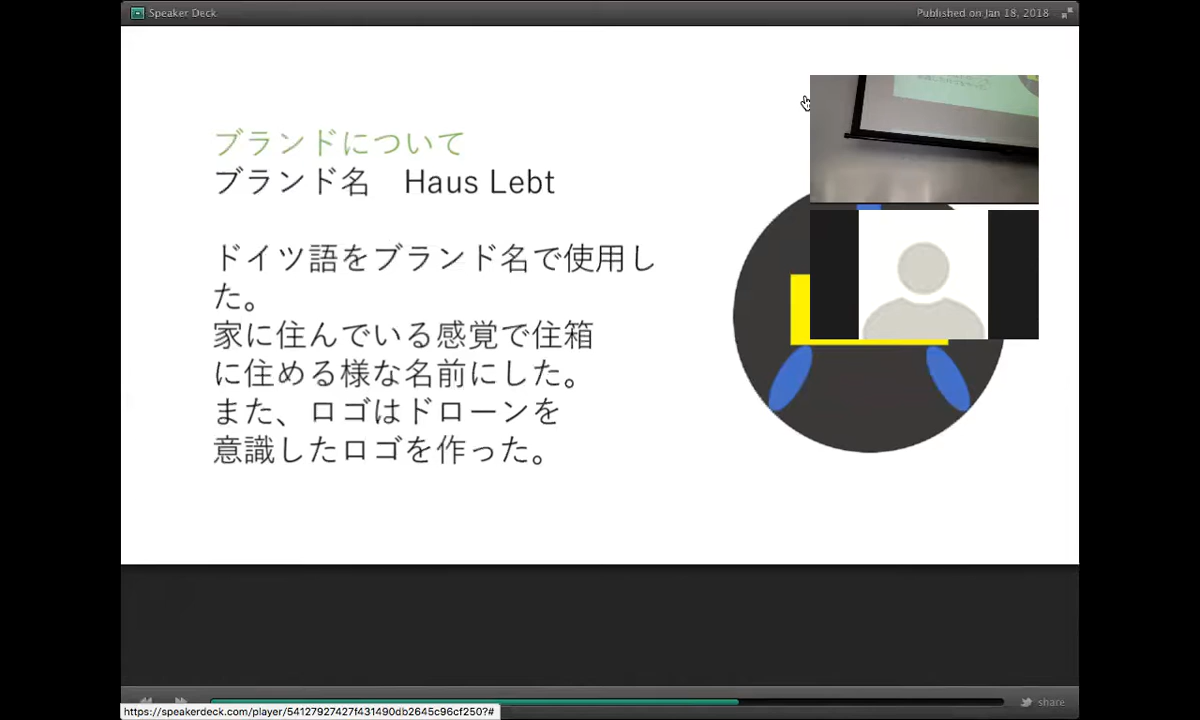 Speaker Deck
Published on Jan 18, 2018
ブランドについて
ブランド名　Haus Lebt
ドイツ語をブランド名で使用し
た。
家に住んでいる感覚で住箱
に住める様な名前にした。
また、ロゴはドローンを
意識したロゴを作った。
share
https://speakerdeck.com/player/54127927427f431490db2645c96cf250?#